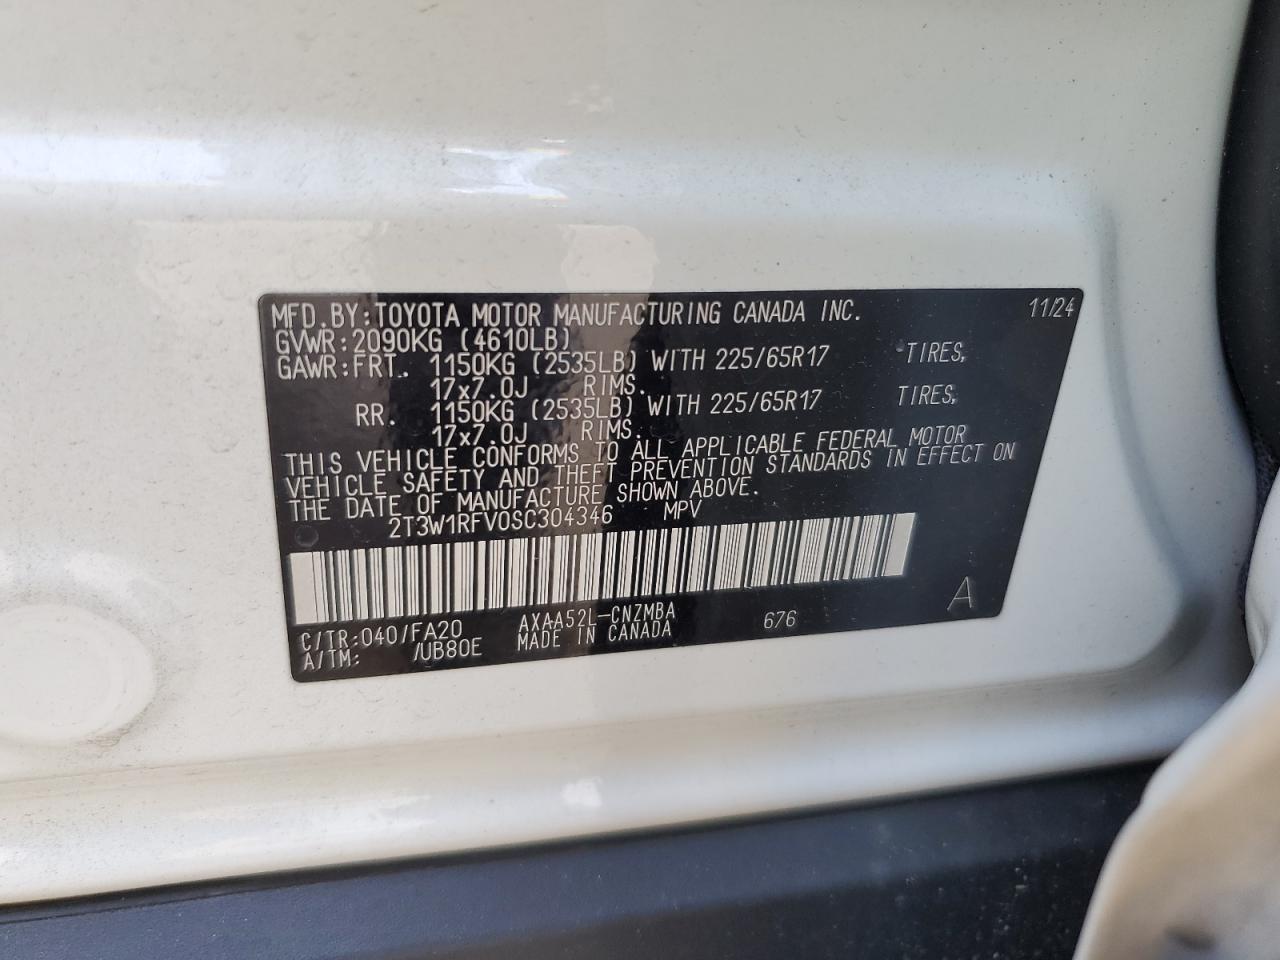 MFD.BY:TOYOTA MOTOR MANUFACTURING CANADA INC. 11/24
GVWR:2090KG (4610LB)
GAWR:FRT. 1150KG (2535LB) WITH 225/65R17 TIRES,
17x7.0J RIMS.
RR. 1150KG (2535LB) WITH 225/65R17 TIRES,
17x7.0J RIMS.
THIS VEHICLE CONFORMS TO ALL APPLICABLE FEDERAL MOTOR
VEHICLE SAFETY AND THEFT PREVENTION STANDARDS IN EFFECT ON
THE DATE OF MANUFACTURE SHOWN ABOVE.
2T3W1RFV0SC304346 MPV
C/TR:040/FA20 AXAA52L-CNZMBA 676 A
A/TM: /UB80E MADE IN CANADA